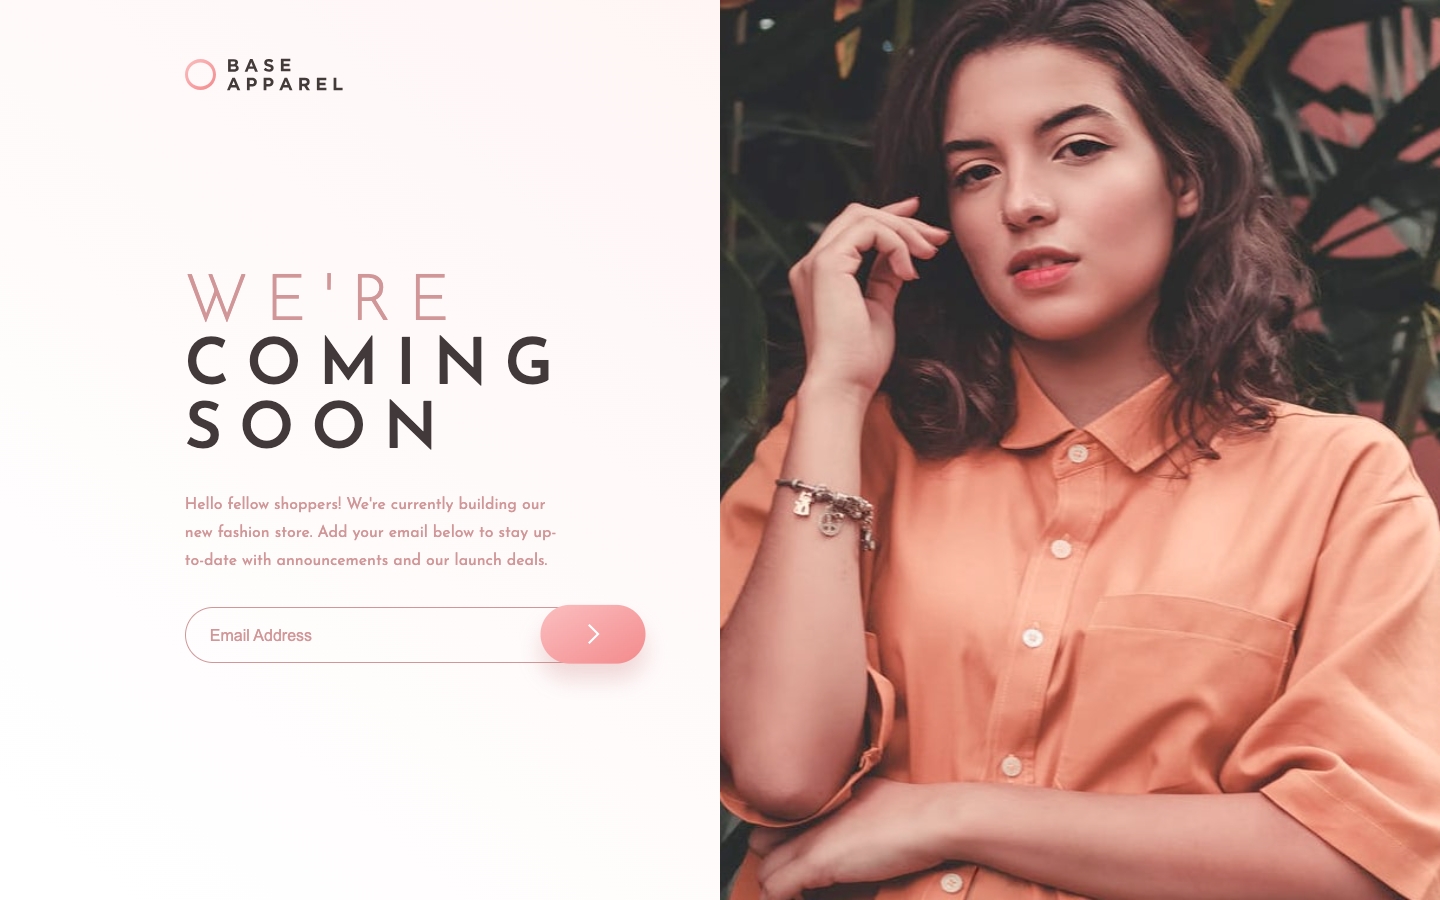 BASE
APPAREL
WE'RE
COMING
SOON
Hello fellow shoppers! We're currently building our
new fashion store. Add your email below to stay up-
to-date with announcements and our launch deals.
Email Address